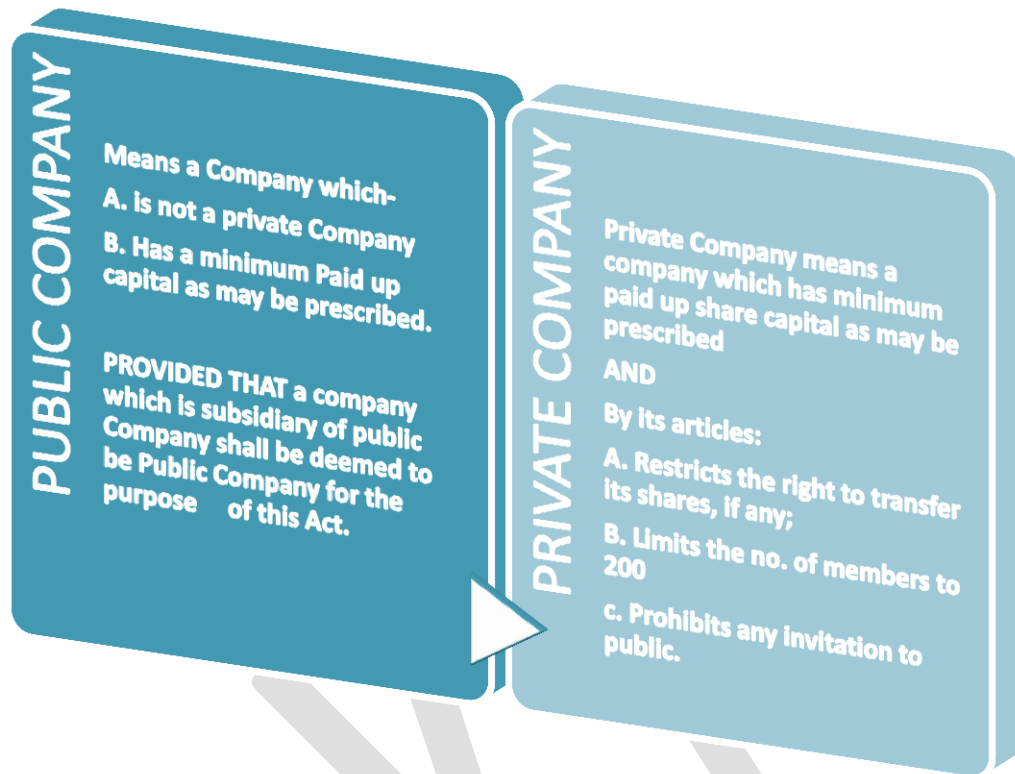 PUBLIC COMPANY
Means a Company which-
A. is not a private Company
B. Has a minimum Paid up
capital as may be prescribed.
PROVIDED THAT a company
which is subsidiary of public
Company shall be deemed to
be Public Company for the
purpose of this Act.
PRIVATE COMPANY
Private Company means a
company which has minimum
paid up share capital as may be
prescribed
AND
By its articles:
A. Restricts the right to transfer
its shares, if any;
B. Limits the no. of members to
200
c. Prohibits any invitation to
public.